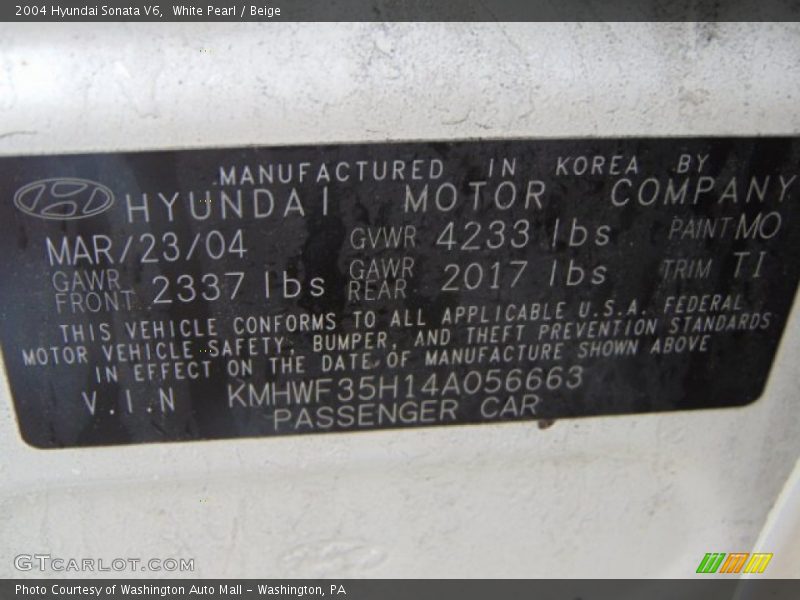 2004 Hyundai Sonata V6, White Pearl / Beige
MANUFACTURED IN KOREA BY
HYUNDAI MOTOR COMPANY
MAR/23/04 GVWR 4233 lbs PAINT MO
GAWR FRONT 2337 lbs GAWR REAR 2017 lbs TRIM TI
THIS VEHICLE CONFORMS TO ALL APPLICABLE U.S.A. FEDERAL
MOTOR VEHICLE SAFETY, BUMPER, AND THEFT PREVENTION STANDARDS
IN EFFECT ON THE DATE OF MANUFACTURE SHOWN ABOVE
V.I.N KMHWF35H14A056663
PASSENGER CAR
GTCARLOT.COM
Photo Courtesy of Washington Auto Mall - Washington, PA